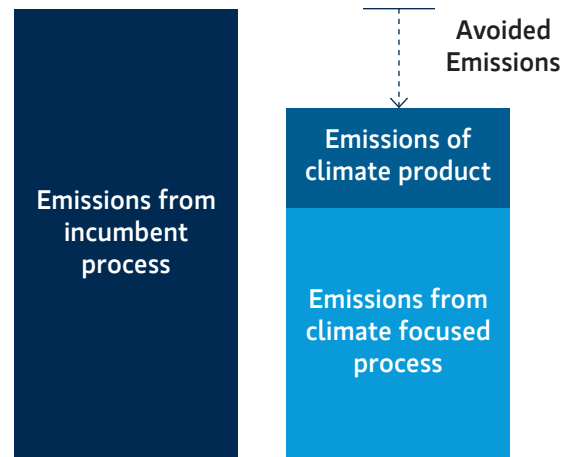 Emissions from
incumbent
process
Avoided
Emissions
Emissions of
climate product
Emissions from
climate focused
process